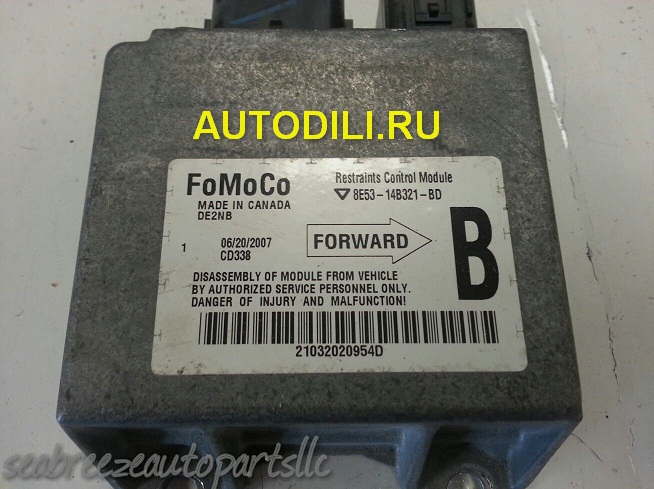 AUTODILI.RU
FoMoCo
MADE IN CANADA
DE2NB
Restraints Control Module
8E53-14B321-BD
1
06/20/2007
CD338
FORWARD
B
DISASSEMBLY OF MODULE FROM VEHICLE
BY AUTHORIZED SERVICE PERSONNEL ONLY.
DANGER OF INJURY AND MALFUNCTION!
21032020954D
seabreezeautopartsllc